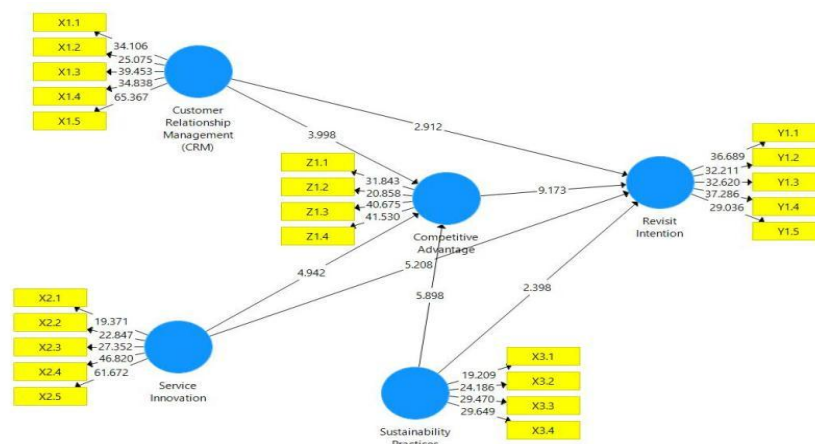 X1.1
X1.2
X1.3
X1.4
X1.5
34.106
25.075
39.453
34.838
65.367
Customer
Relationship
Management
(CRM)
3.998
2.912
Z1.1
Z1.2
Z1.3
Z1.4
31.843
20.858
40.675
41.530
Competitive
Advantage
9.173
Y1.1
Y1.2
Y1.3
Y1.4
Y1.5
36.689
32.211
32.620
37.286
29.036
Revisit
Intention
4.942
5.208
5.898
2.398
X2.1
X2.2
X2.3
X2.4
X2.5
19.371
22.847
27.352
46.820
61.672
Service
Innovation
X3.1
X3.2
X3.3
X3.4
19.209
24.186
29.470
29.649
Sustainability
Practices